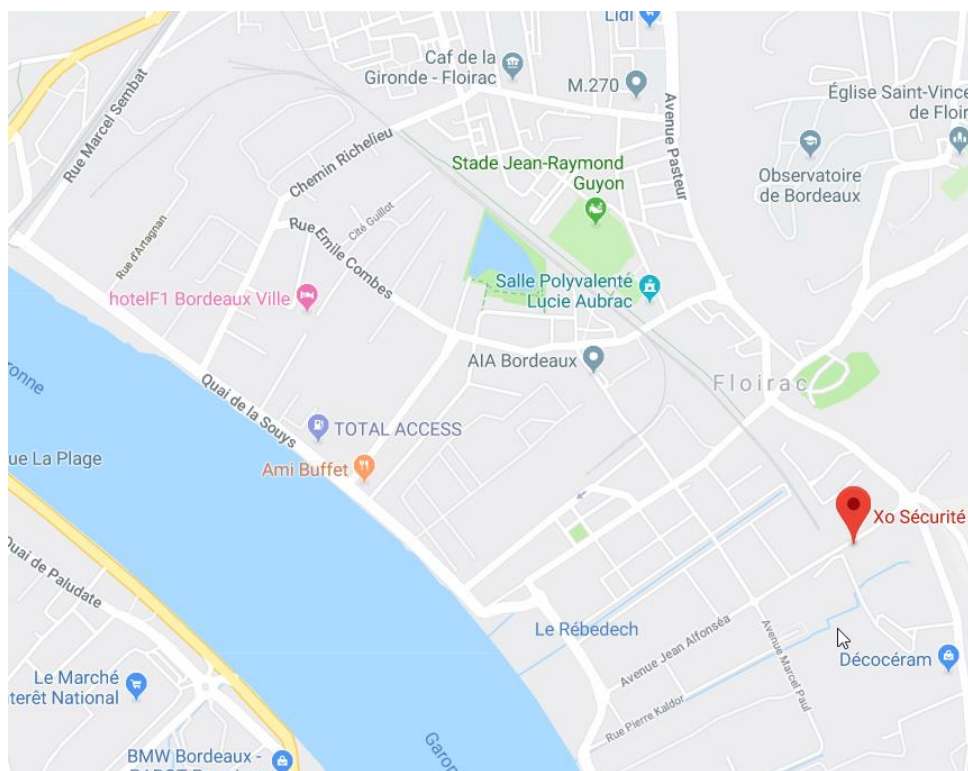 Lidl
Caf de la
Gironde - Floirac
M.270
Rue Marcel Sembat
Avenue Pasteur
Église Saint-Vince
de Floir
Chemin Richelieu
Stade Jean-Raymond
Guyon
Observatoire
de Bordeaux
Cité Guillot
Rue Emile Combes
Rue d'Artagnan
hotelF1 Bordeaux Ville
Salle Polyvalente
Lucie Aubrac
AIA Bordeaux
Floirac
ronne
Quai de la Souys
TOTAL ACCESS
ue La Plage
Ami Buffet
Xo Sécurité
Quai de Paludate
Le Rébedech
Avenue Jean Alfonséa
Avenue Marcel Paul
Décocéram
Rue Pierre Kaldor
Le Marché
nterêt National
BMW Bordeaux -
Garon